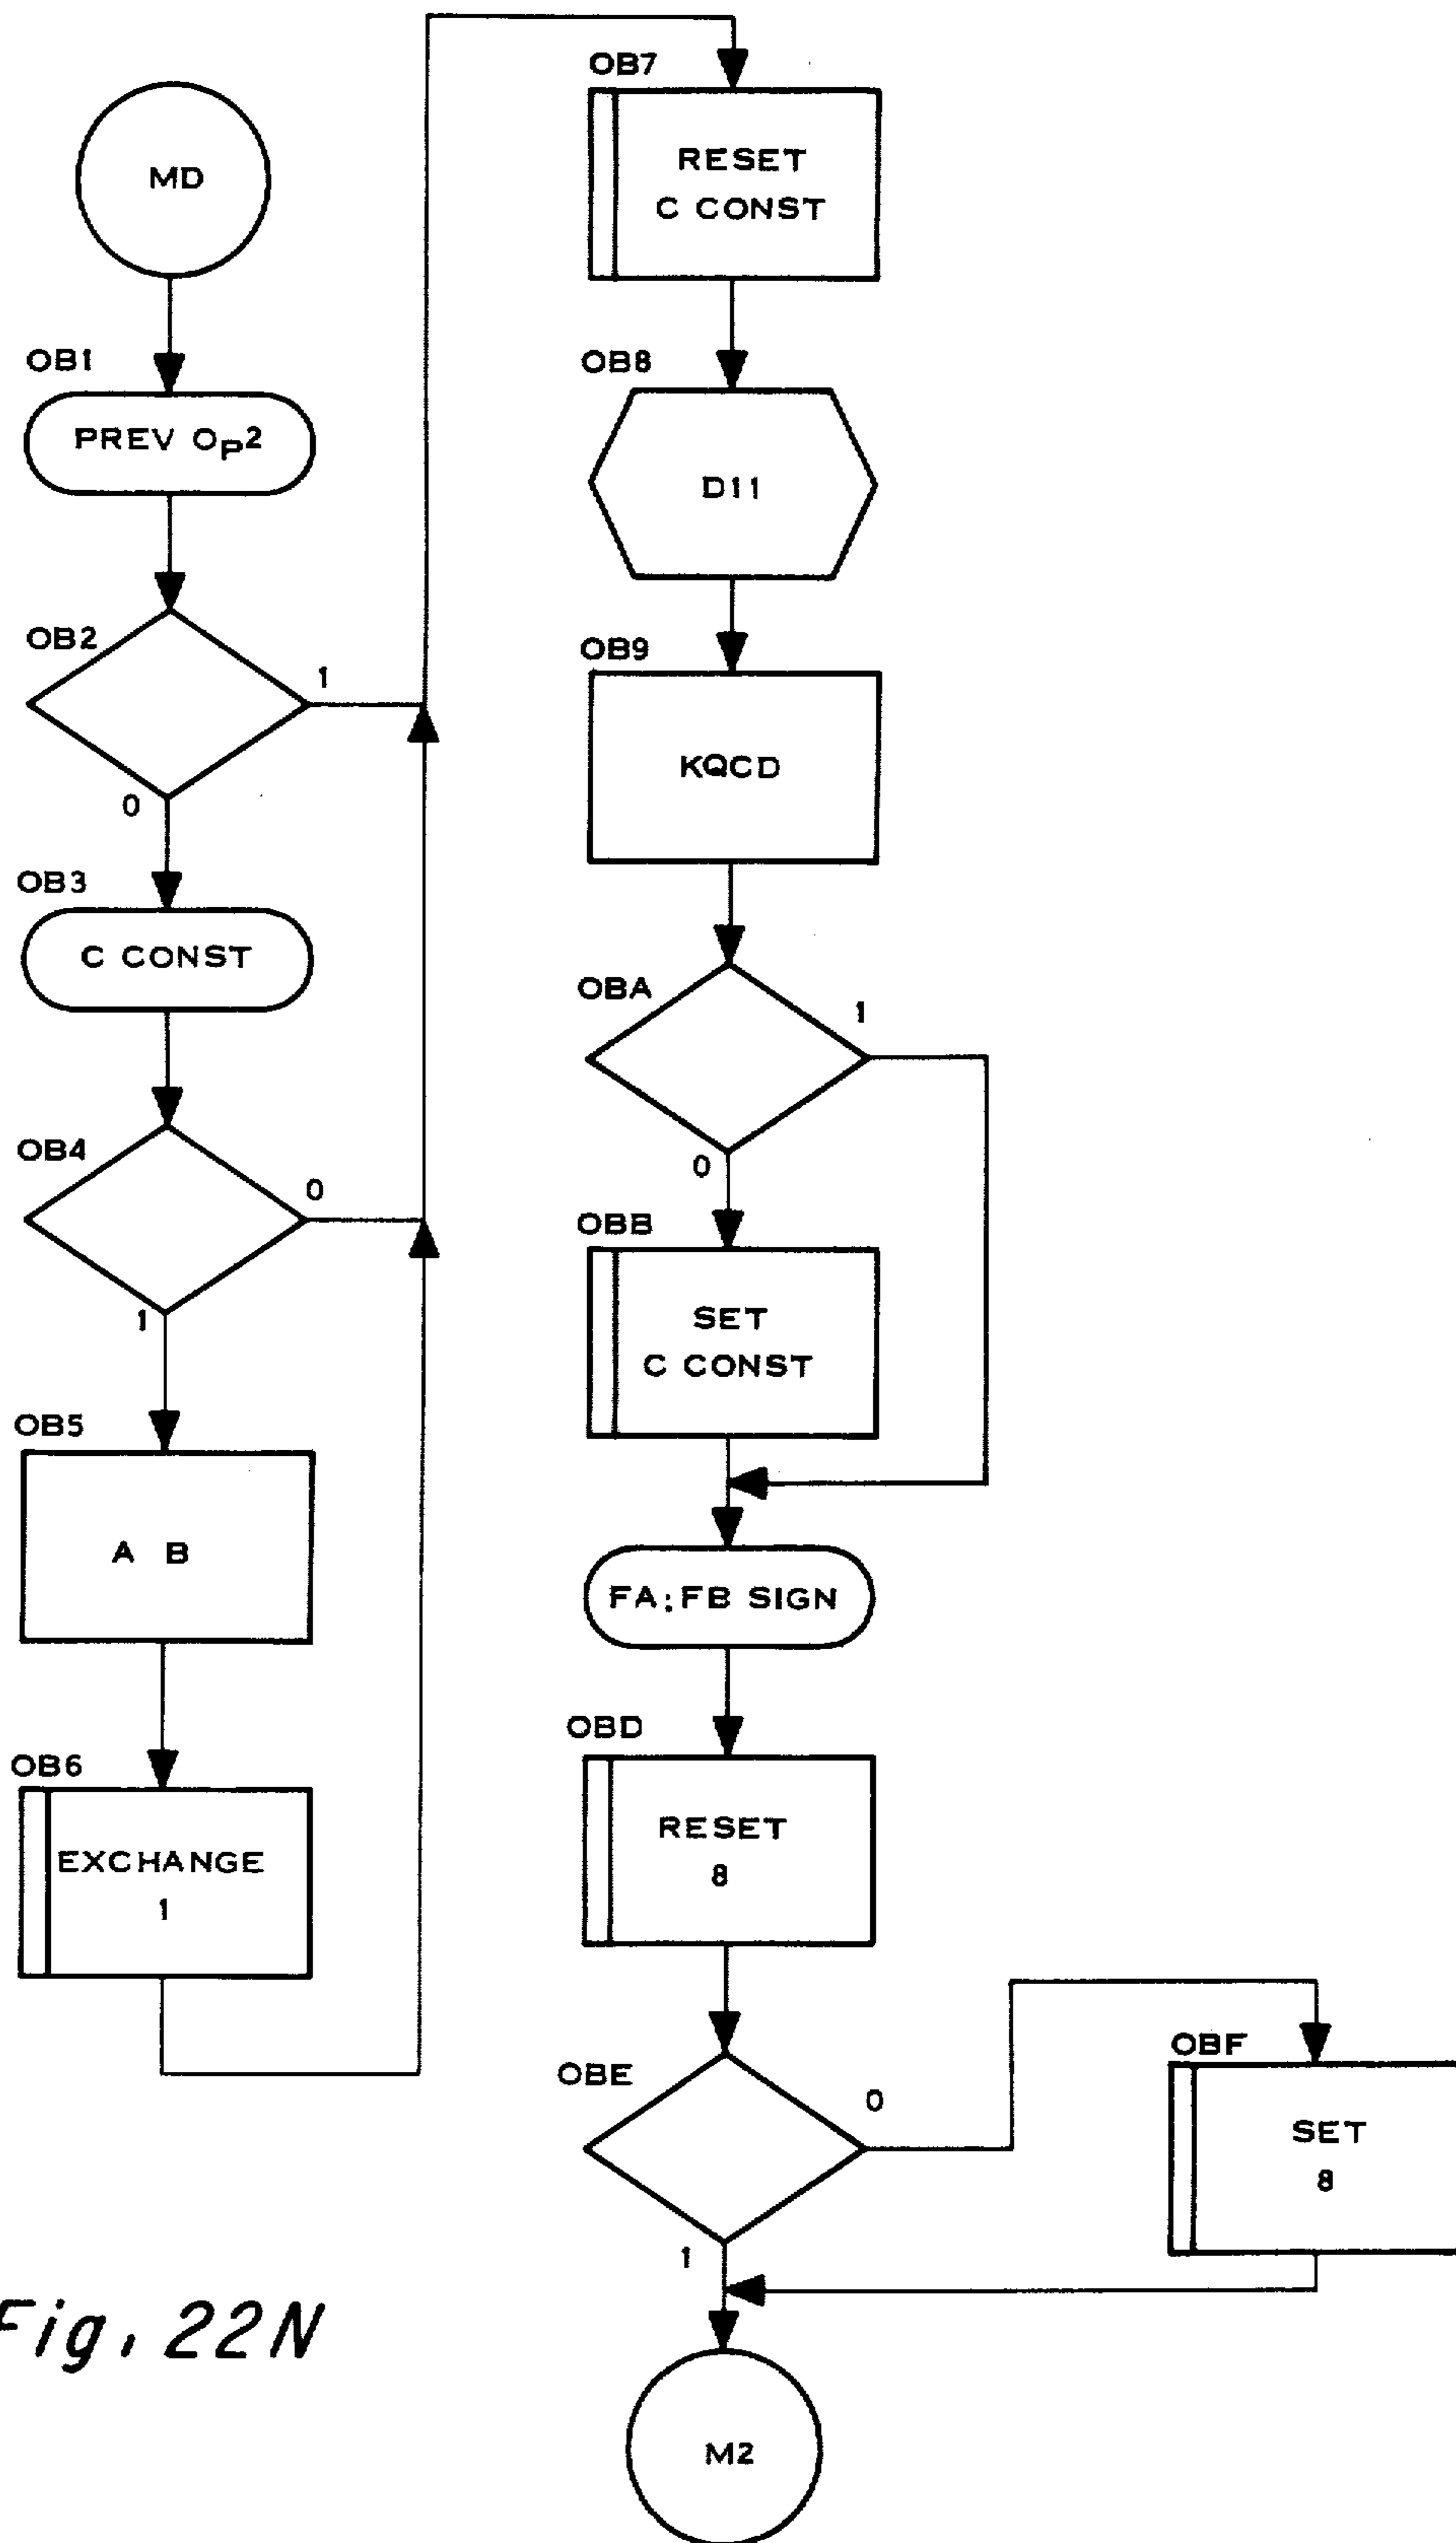 MD
OB1
PREV OP2
OB2
1
0
OB3
C CONST
OB4
0
1
OB5
A B
OB6
EXCHANGE
1
OB7
RESET
C CONST
OB8
D11
OB9
KQCD
OBA
1
0
OBB
SET
C CONST
FA; FB SIGN
OBD
RESET
8
OBE
0
1
OBF
SET
8
M2
Fig. 22N